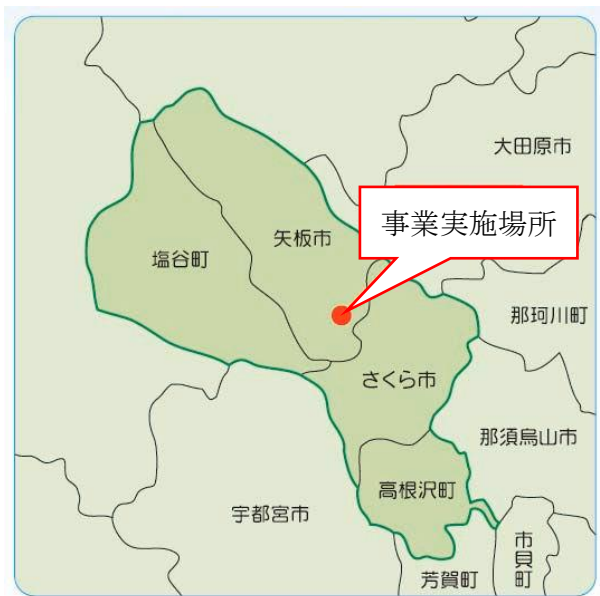 大田原市
事業実施場所
矢板市
塩谷町
那珂川町
さくら市
那須烏山市
高根沢町
宇都宮市
市貝町
芳賀町